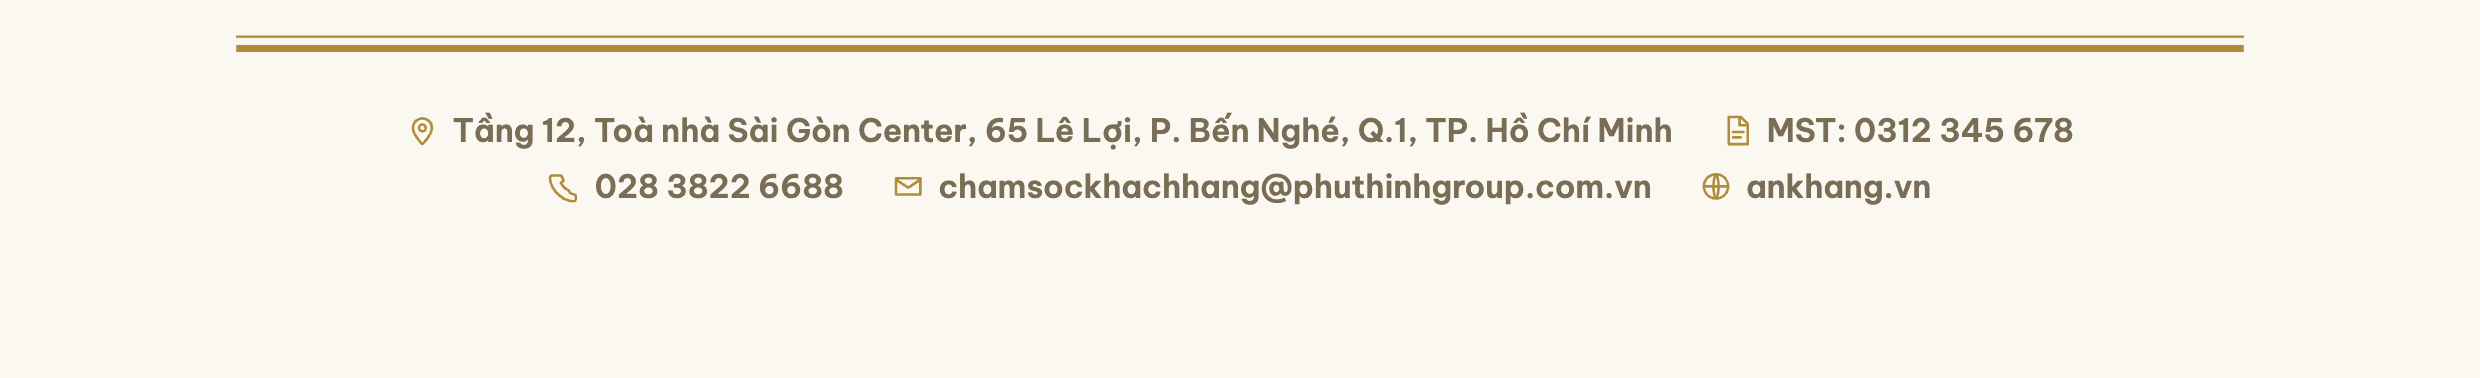 Tầng 12, Toà nhà Sài Gòn Center, 65 Lê Lợi, P. Bến Nghé, Q.1, TP. Hồ Chí Minh MST: 0312 345 678
028 3822 6688 chamsockhachhang@phuthinhgroup.com.vn ankhang.vn